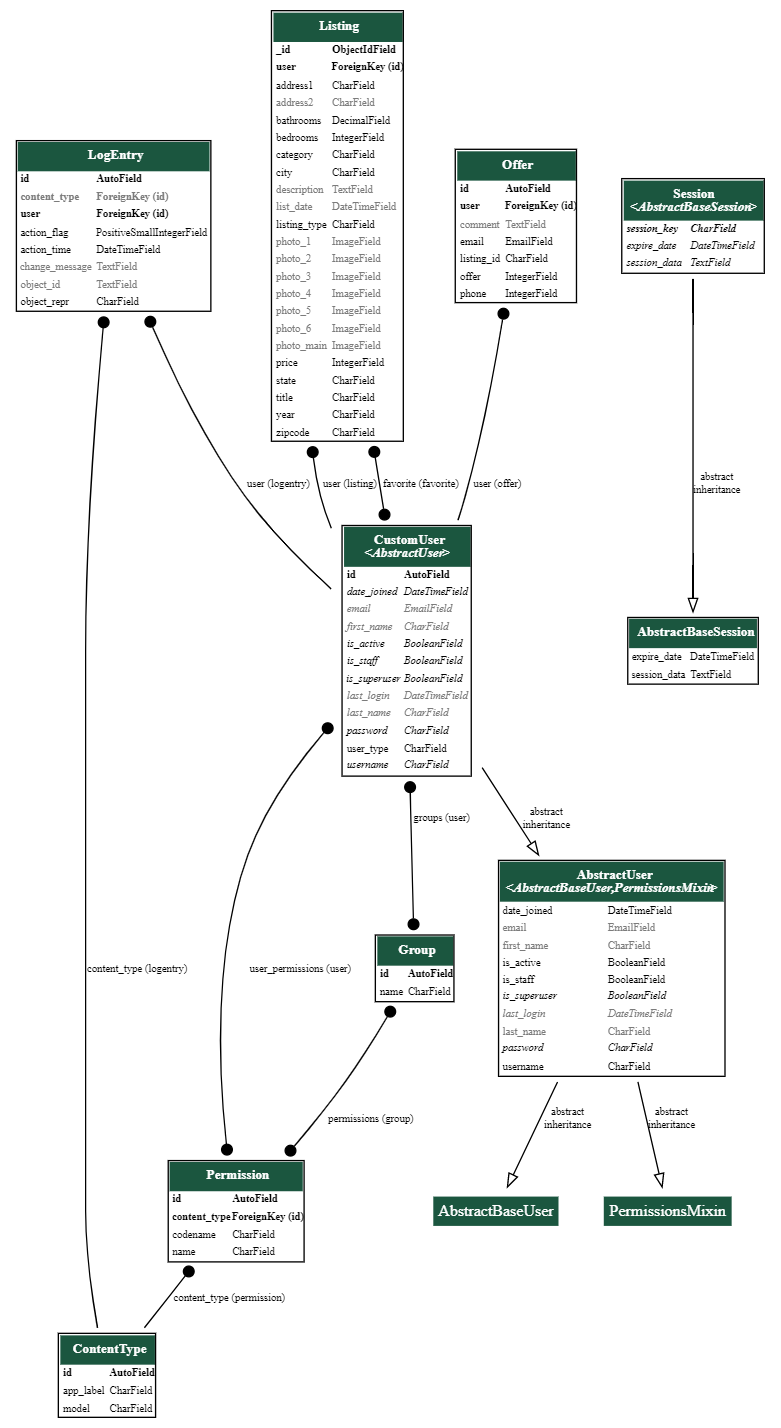 Listing
_id ObjectIdField
user ForeignKey (id)
address1 CharField
address2 CharField
bathrooms DecimalField
bedrooms IntegerField
category CharField
city CharField
description TextField
list_date DateTimeField
listing_type CharField
photo_1 ImageField
photo_2 ImageField
photo_3 ImageField
photo_4 ImageField
photo_5 ImageField
photo_6 ImageField
photo_main ImageField
price IntegerField
state CharField
title CharField
year CharField
zipcode CharField
LogEntry
id AutoField
content_type ForeignKey (id)
user ForeignKey (id)
action_flag PositiveSmallIntegerField
action_time DateTimeField
change_message TextField
object_id TextField
object_repr CharField
Offer
id AutoField
user ForeignKey (id)
comment TextField
email EmailField
listing_id CharField
offer IntegerField
phone IntegerField
Session
<AbstractBaseSession>
session_key CharField
expire_date DateTimeField
session_data TextField
user (logentry)
user (listing)
favorite (favorite)
user (offer)
abstract
inheritance
CustomUser
<AbstractUser>
id AutoField
date_joined DateTimeField
email EmailField
first_name CharField
is_active BooleanField
is_staff BooleanField
is_superuser BooleanField
last_login DateTimeField
last_name CharField
password CharField
user_type CharField
username CharField
AbstractBaseSession
expire_date DateTimeField
session_data TextField
groups (user)
abstract
inheritance
AbstractUser
<AbstractBaseUser,PermissionsMixin>
date_joined DateTimeField
email EmailField
first_name CharField
is_active BooleanField
is_staff BooleanField
is_superuser BooleanField
last_login DateTimeField
last_name CharField
password CharField
username CharField
Group
id AutoField
name CharField
content_type (logentry)
user_permissions (user)
permissions (group)
abstract
inheritance
abstract
inheritance
Permission
id AutoField
content_type ForeignKey (id)
codename CharField
name CharField
AbstractBaseUser
PermissionsMixin
content_type (permission)
ContentType
id AutoField
app_label CharField
model CharField